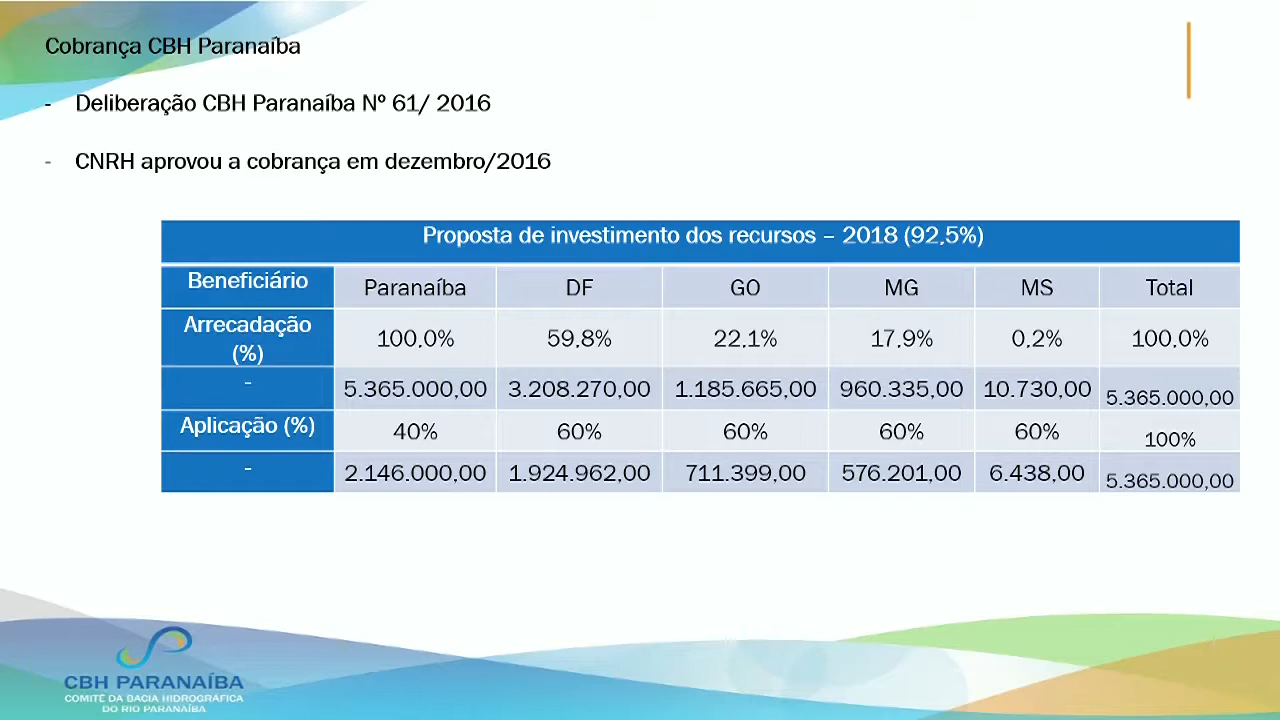 Cobrança CBH Paranaíba
- Deliberação CBH Paranaíba Nº 61/ 2016
- CNRH aprovou a cobrança em dezembro/2016
Proposta de investimento dos recursos – 2018 (92,5%)
Beneficiário Paranaíba DF GO MG MS Total
Arrecadação (%) 100,0% 59,8% 22,1% 17,9% 0,2% 100,0%
- 5.365.000,00 3.208.270,00 1.185.665,00 960.335,00 10.730,00 5.365.000,00
Aplicação (%) 40% 60% 60% 60% 60% 100%
- 2.146.000,00 1.924.962,00 711.399,00 576.201,00 6.438,00 5.365.000,00
CBH PARANAÍBA
COMITÊ DA BACIA HIDROGRÁFICA
DO RIO PARANAÍBA